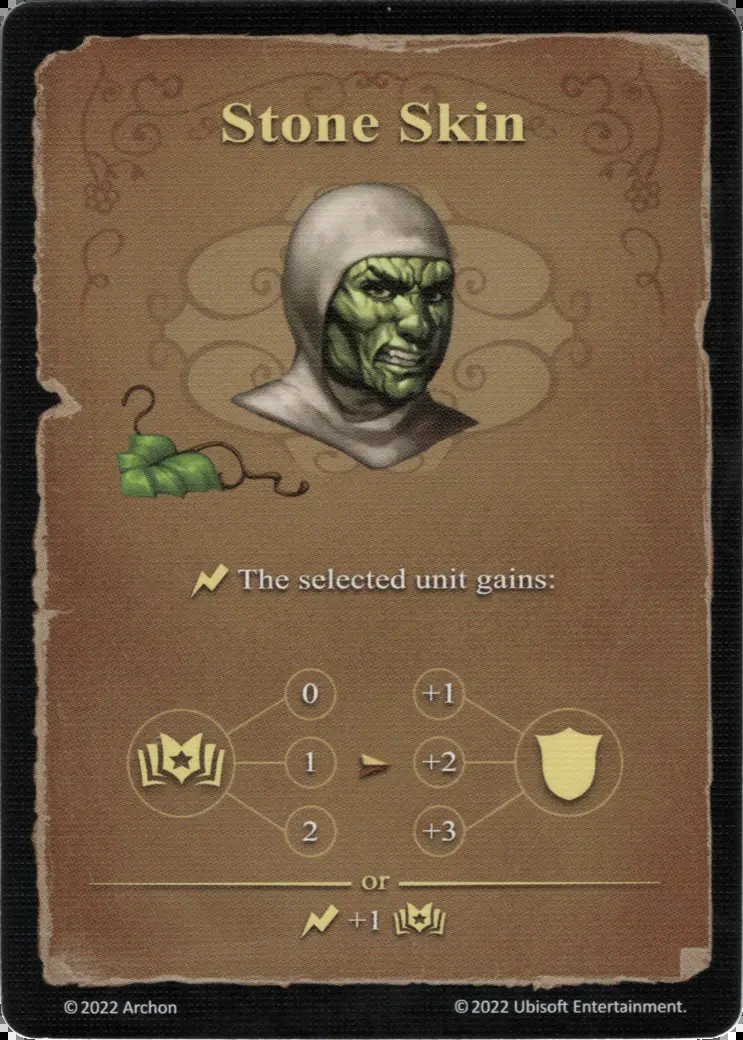 Stone Skin
The selected unit gains:
0 +1
1 +2
2 +3
or
+1
© 2022 Archon © 2022 Ubisoft Entertainment.